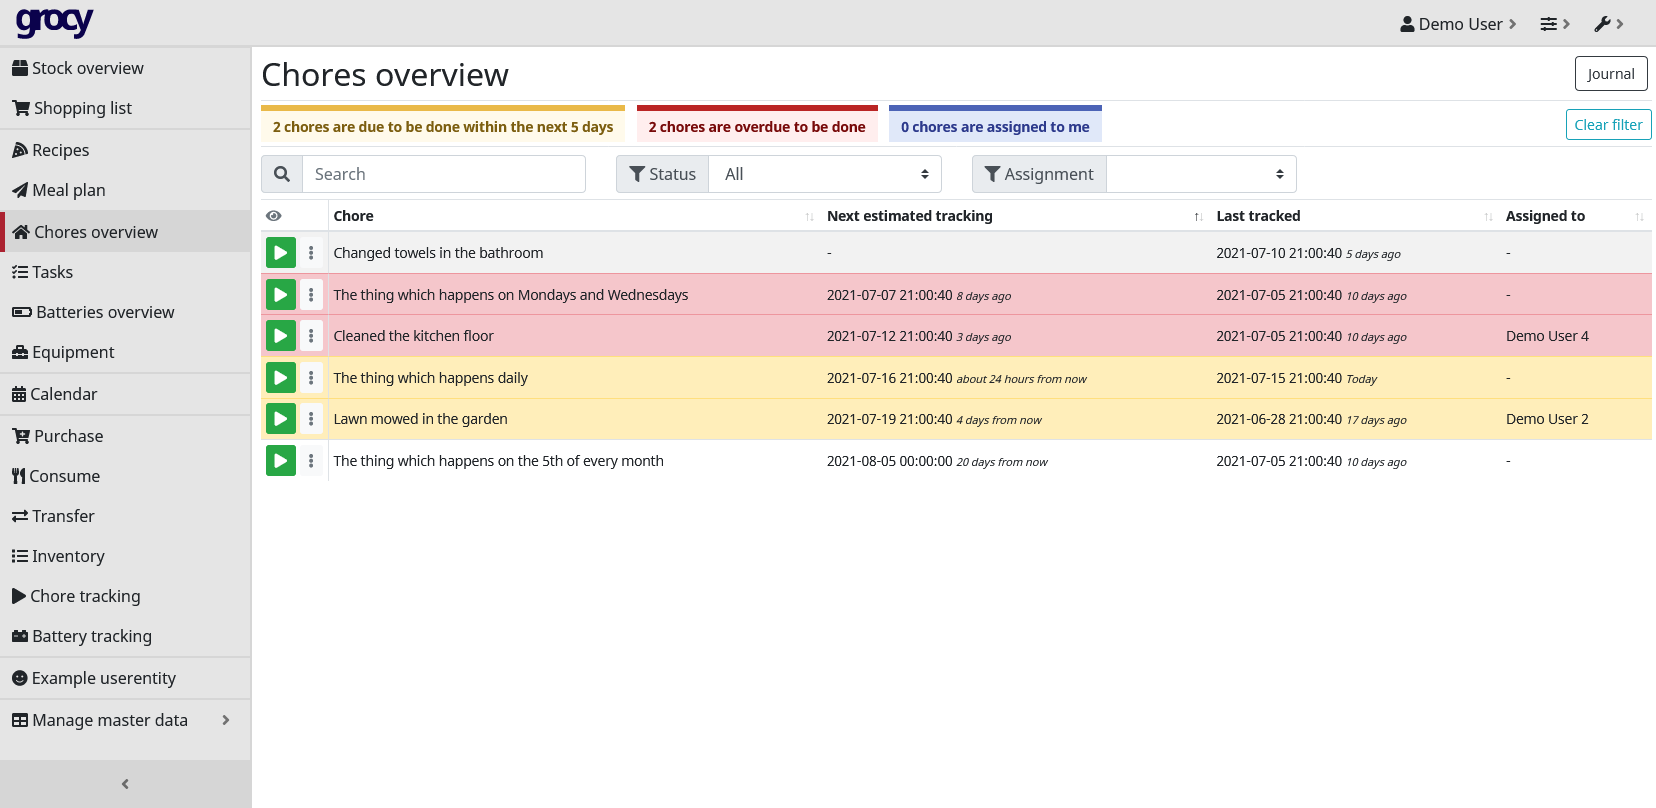 grocy
Demo User
Stock overview
Shopping list
Recipes
Meal plan
Chores overview
Tasks
Batteries overview
Equipment
Calendar
Purchase
Consume
Transfer
Inventory
Chore tracking
Battery tracking
Example userentity
Manage master data
Chores overview
Journal
2 chores are due to be done within the next 5 days
2 chores are overdue to be done
0 chores are assigned to me
Clear filter
Search
Status All
Assignment
Chore Next estimated tracking Last tracked Assigned to
Changed towels in the bathroom - 2021-07-10 21:00:40 5 days ago -
The thing which happens on Mondays and Wednesdays 2021-07-07 21:00:40 8 days ago 2021-07-05 21:00:40 10 days ago -
Cleaned the kitchen floor 2021-07-12 21:00:40 3 days ago 2021-07-05 21:00:40 10 days ago Demo User 4
The thing which happens daily 2021-07-16 21:00:40 about 24 hours from now 2021-07-15 21:00:40 Today -
Lawn mowed in the garden 2021-07-19 21:00:40 4 days from now 2021-06-28 21:00:40 17 days ago Demo User 2
The thing which happens on the 5th of every month 2021-08-05 00:00:00 20 days from now 2021-07-05 21:00:40 10 days ago -